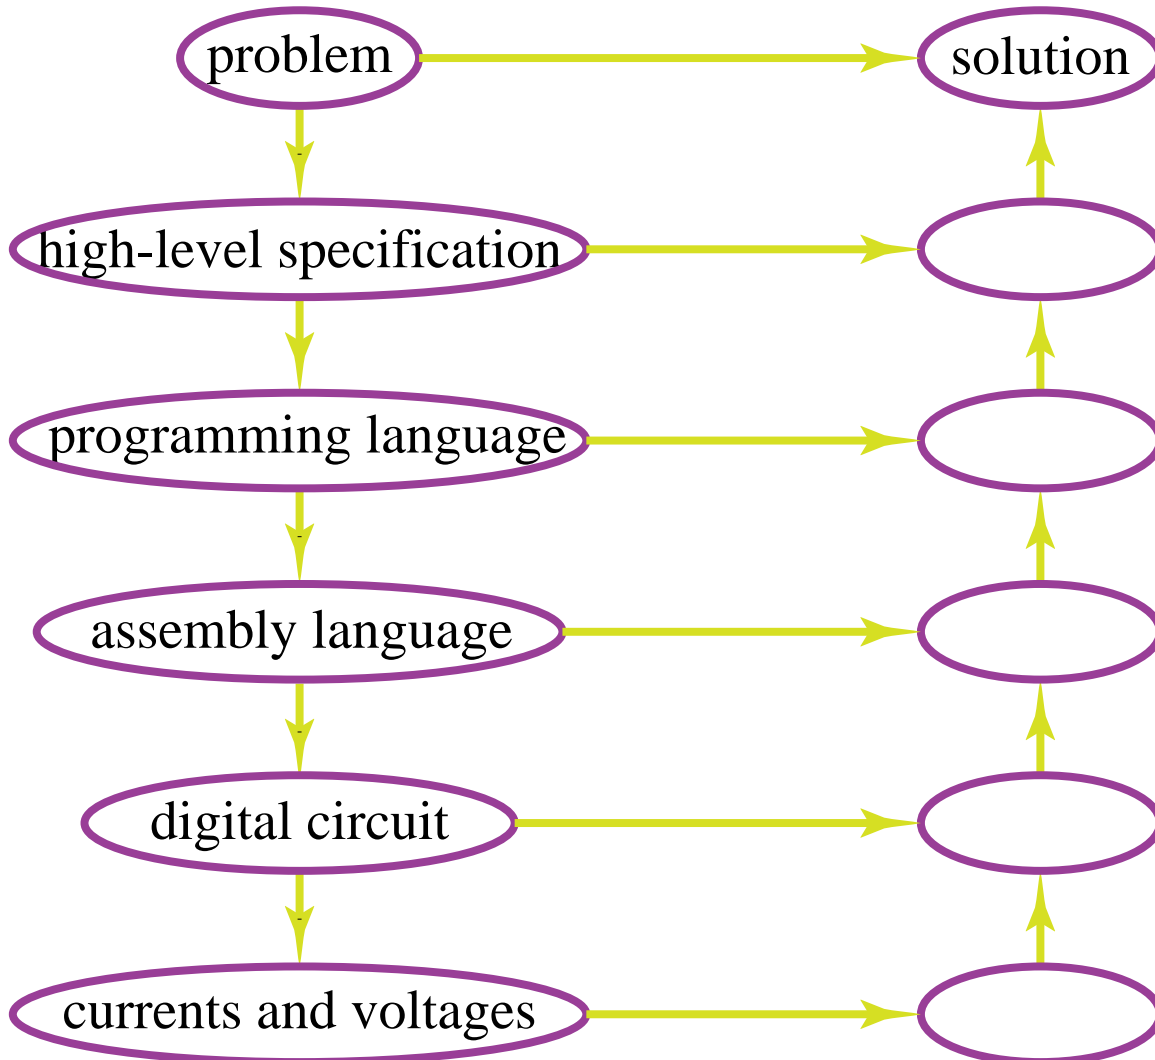 problem
solution
high-level specification
programming language
assembly language
digital circuit
currents and voltages